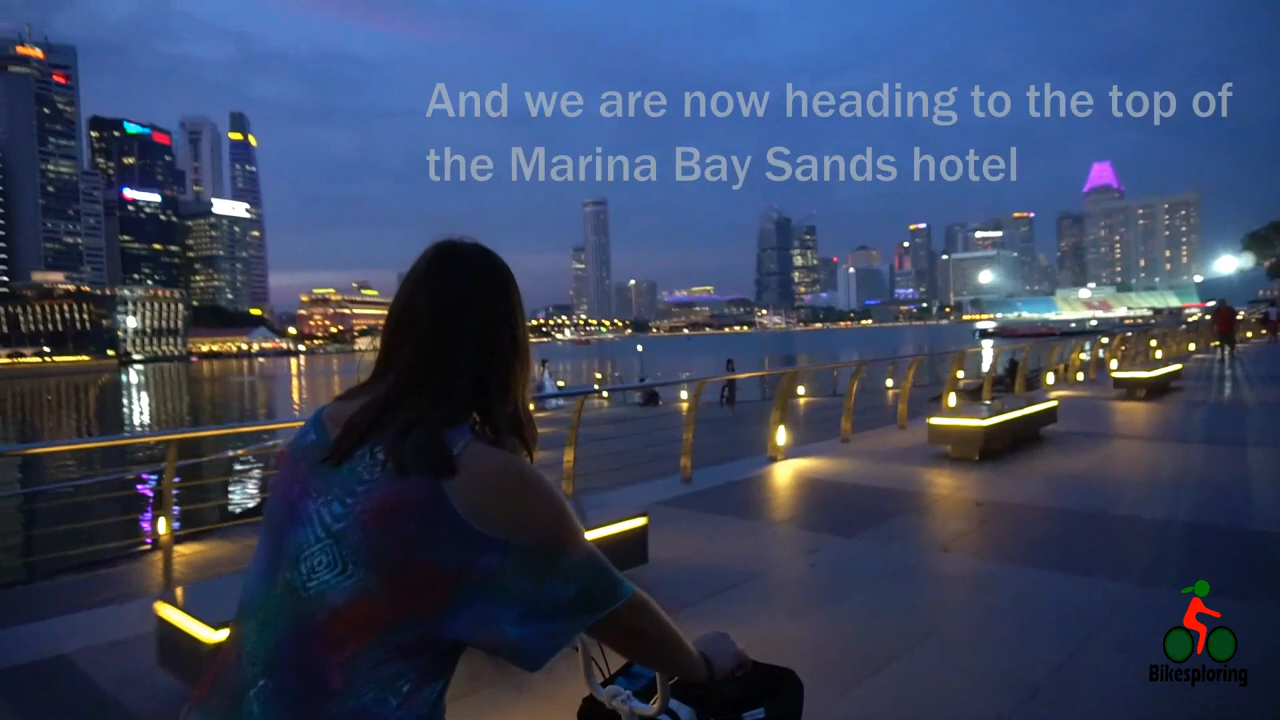 And we are now heading to the top of
the Marina Bay Sands hotel
Bikesploring